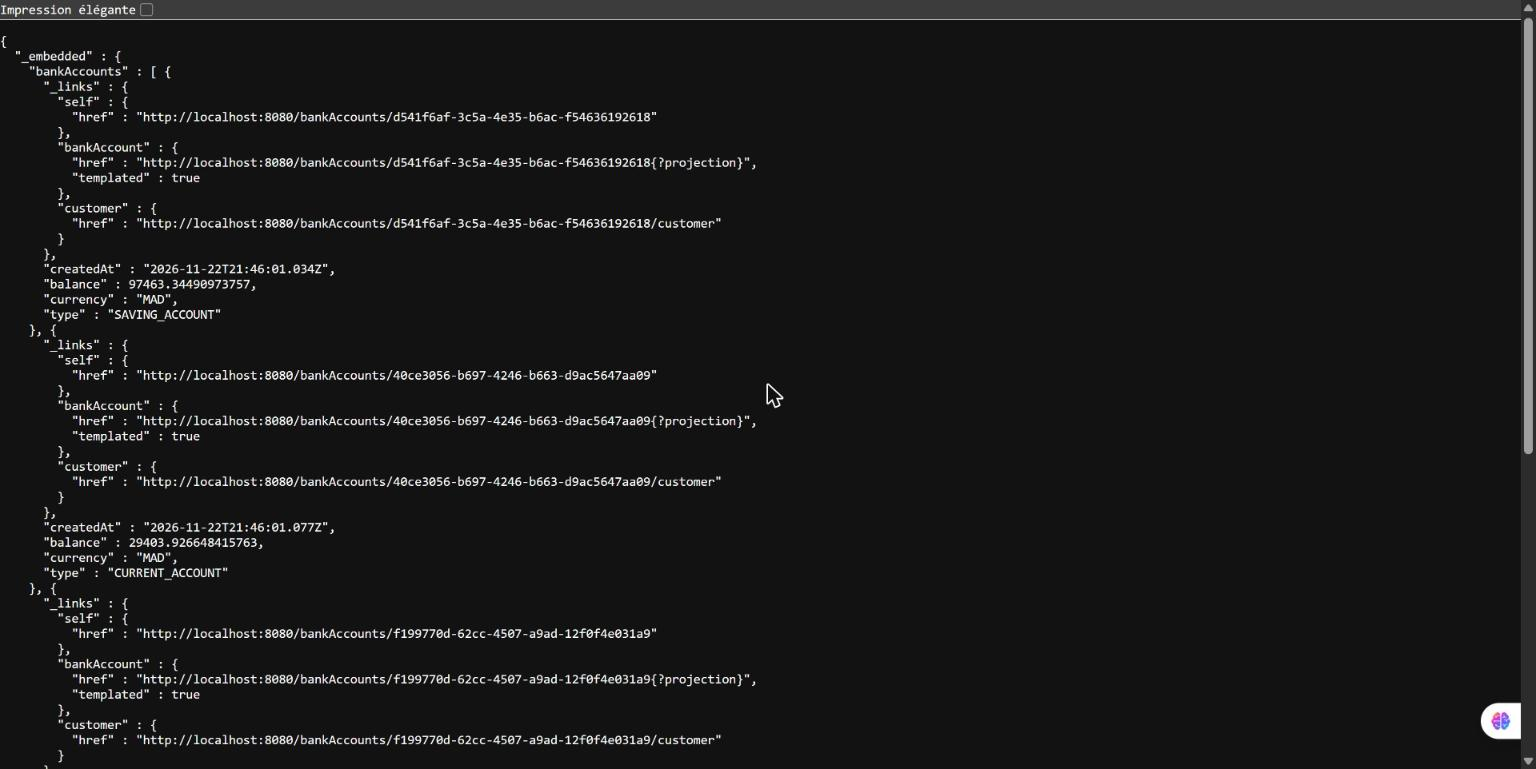 Impression élégante
{
  "_embedded" : {
    "bankAccounts" : [ {
      "_links" : {
        "self" : {
          "href" : "http://localhost:8080/bankAccounts/d541f6af-3c5a-4e35-b6ac-f54636192618"
        },
        "bankAccount" : {
          "href" : "http://localhost:8080/bankAccounts/d541f6af-3c5a-4e35-b6ac-f54636192618{?projection}",
          "templated" : true
        },
        "customer" : {
          "href" : "http://localhost:8080/bankAccounts/d541f6af-3c5a-4e35-b6ac-f54636192618/customer"
        }
      },
      "createdAt" : "2026-11-22T21:46:01.034Z",
      "balance" : 97463.34490973757,
      "currency" : "MAD",
      "type" : "SAVING_ACCOUNT"
    }, {
      "_links" : {
        "self" : {
          "href" : "http://localhost:8080/bankAccounts/40ce3056-b697-4246-b663-d9ac5647aa09"
        },
        "bankAccount" : {
          "href" : "http://localhost:8080/bankAccounts/40ce3056-b697-4246-b663-d9ac5647aa09{?projection}",
          "templated" : true
        },
        "customer" : {
          "href" : "http://localhost:8080/bankAccounts/40ce3056-b697-4246-b663-d9ac5647aa09/customer"
        }
      },
      "createdAt" : "2026-11-22T21:46:01.077Z",
      "balance" : 29403.926648415763,
      "currency" : "MAD",
      "type" : "CURRENT_ACCOUNT"
    }, {
      "_links" : {
        "self" : {
          "href" : "http://localhost:8080/bankAccounts/f199770d-62cc-4507-a9ad-12f0f4e031a9"
        },
        "bankAccount" : {
          "href" : "http://localhost:8080/bankAccounts/f199770d-62cc-4507-a9ad-12f0f4e031a9{?projection}",
          "templated" : true
        },
        "customer" : {
          "href" : "http://localhost:8080/bankAccounts/f199770d-62cc-4507-a9ad-12f0f4e031a9/customer"
        }